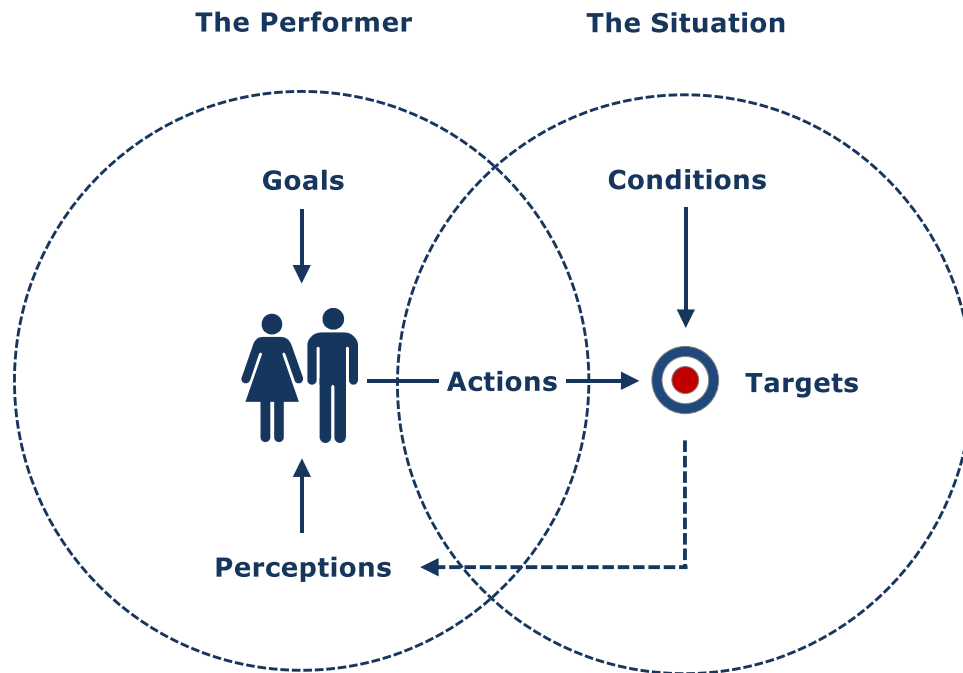 The Performer
The Situation
Goals
Conditions
Actions
Targets
Perceptions